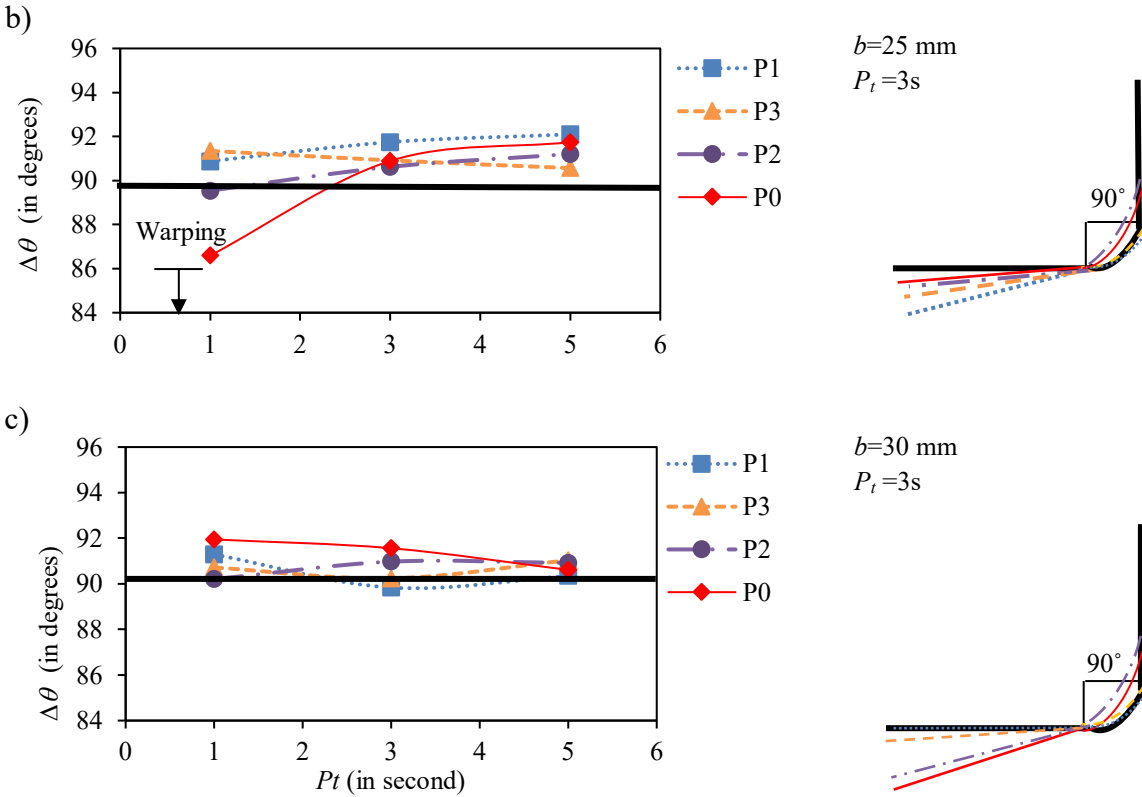 b)
96
94
92
90
88
86
84
Δθ (in degrees)
Warping
0 1 2 3 4 5 6
P1
P3
P2
P0
b=25 mm
Pt =3s
90˚
c)
96
94
92
90
88
86
84
Δθ (in degrees)
0 1 2 3 4 5 6
Pt (in second)
P1
P3
P2
P0
b=30 mm
Pt =3s
90˚